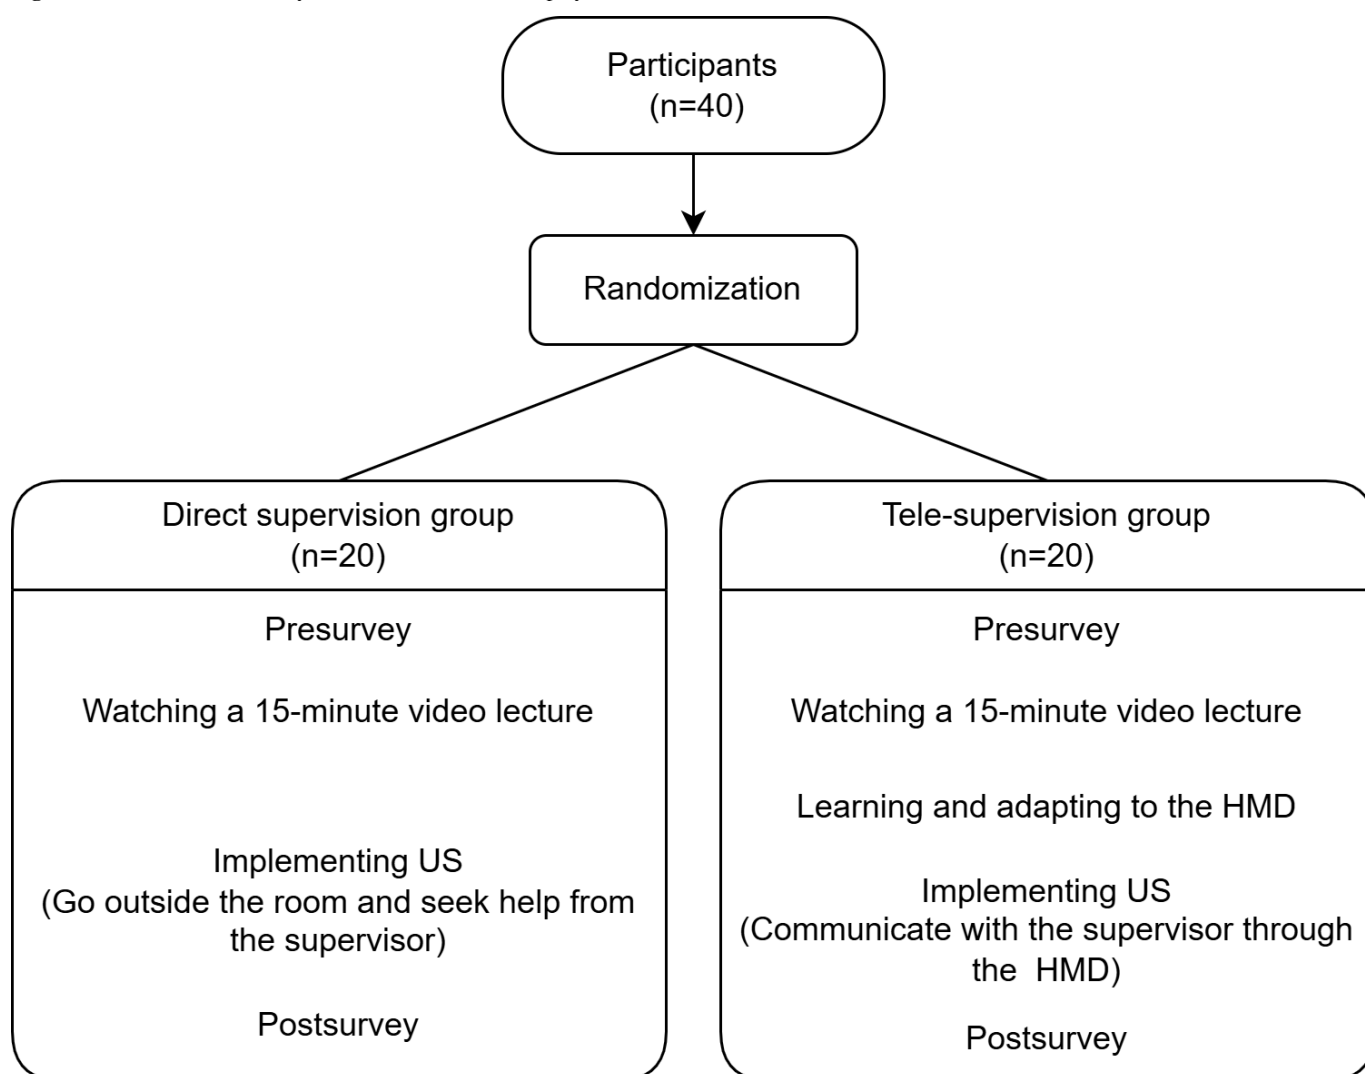 Participants
(n=40)
Randomization
Direct supervision group
(n=20)
Presurvey
Watching a 15-minute video lecture
Implementing US
(Go outside the room and seek help from
the supervisor)
Postsurvey
Tele-supervision group
(n=20)
Presurvey
Watching a 15-minute video lecture
Learning and adapting to the HMD
Implementing US
(Communicate with the supervisor through
the HMD)
Postsurvey